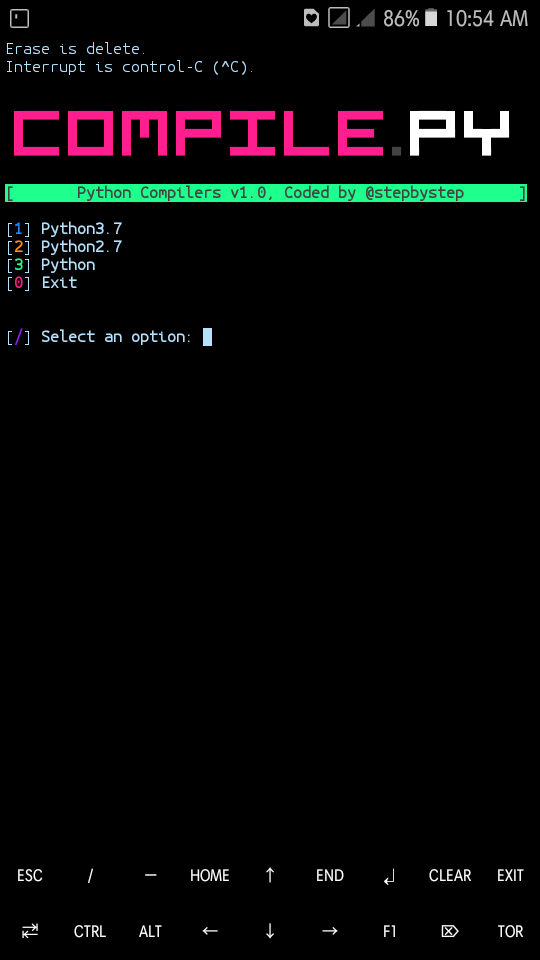 86% 10:54 AM
Erase is delete.
Interrupt is control-C (^C).
COMPILE.PY
[ Python Compilers v1.0, Coded by @stepbystep ]
[1] Python3.7
[2] Python2.7
[3] Python
[0] Exit
[/] Select an option:
ESC / — HOME ↑ END ↲ CLEAR EXIT
⇄ CTRL ALT ← ↓ → F1 ⌦ TOR